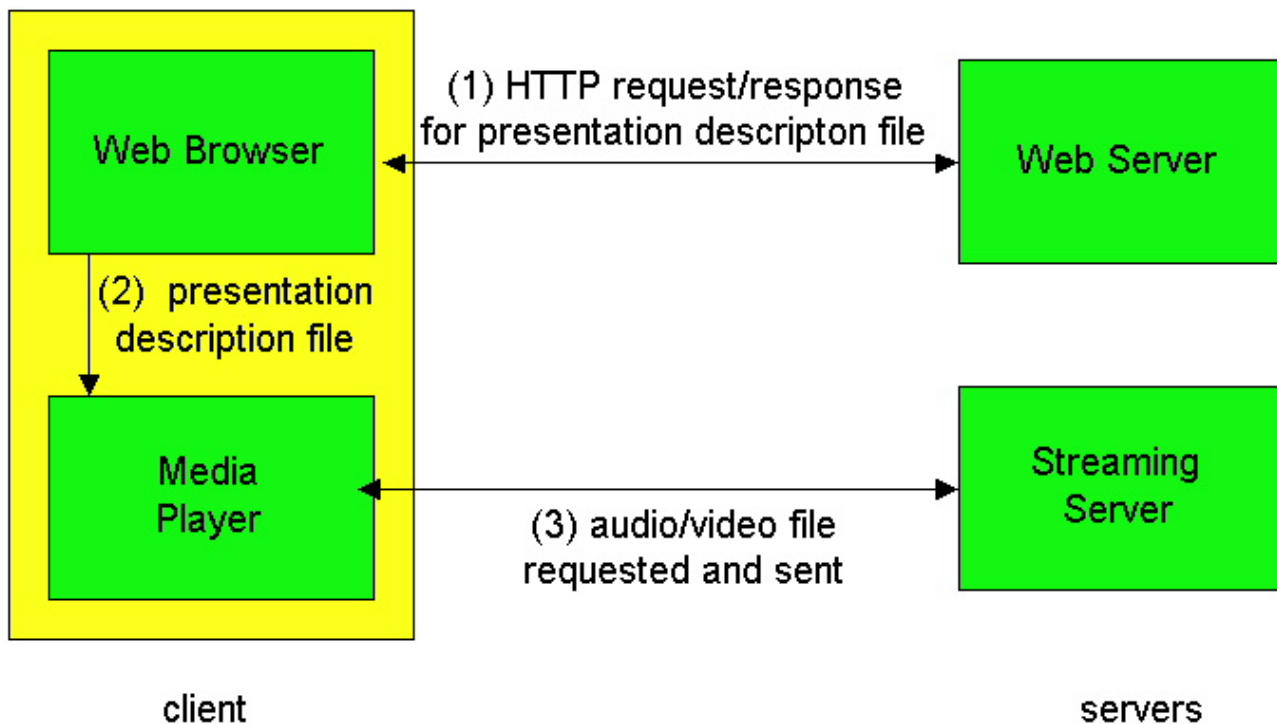 Web Browser
(1) HTTP request/response
for presentation descripton file
Web Server
(2) presentation
description file
Media
Player
(3) audio/video file
requested and sent
Streaming
Server
client
servers